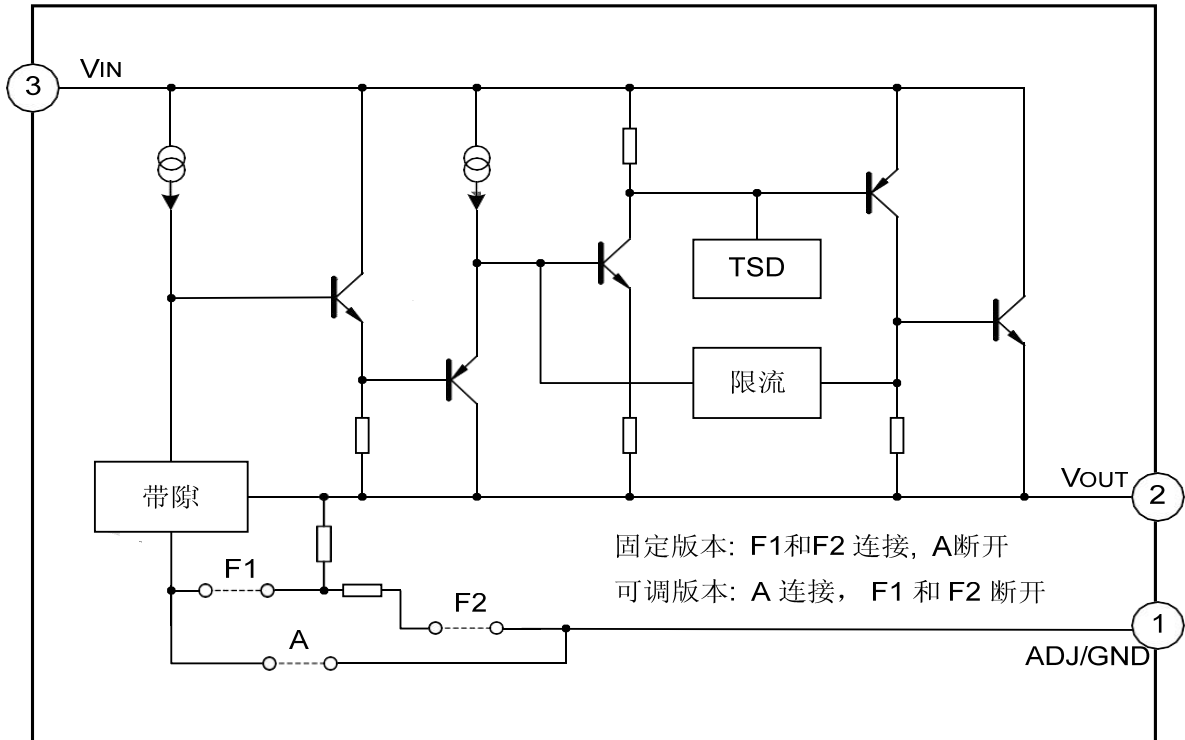 3
VIN
TSD
限流
带隙
VOUT
2
固定版本: F1和F2 连接, A断开
F1
可调版本: A 连接, F1 和 F2 断开
F2
1
A
ADJ/GND